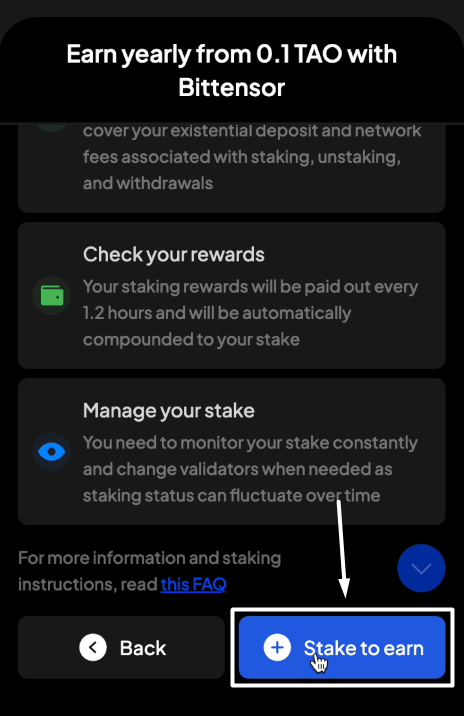 Earn yearly from 0.1 TAO with
Bittensor
cover your existential deposit and network
fees associated with staking, unstaking,
and withdrawals
Check your rewards
Your staking rewards will be paid out every
1.2 hours and will be automatically
compounded to your stake
Manage your stake
You need to monitor your stake constantly
and change validators when needed as
staking status can fluctuate over time
For more information and staking
instructions, read this FAQ
Back
Stake to earn